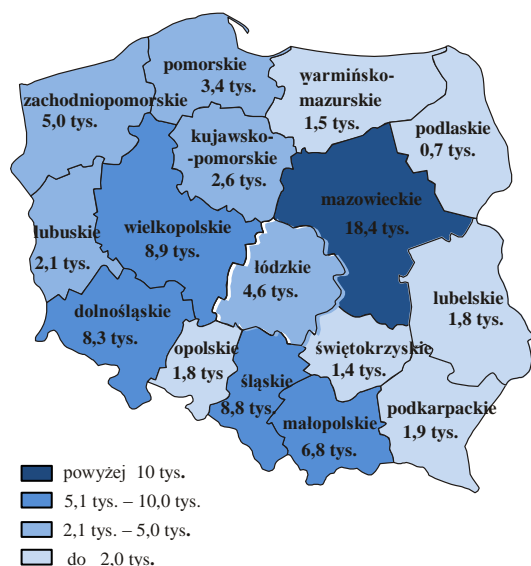 pomorskie
3,4 tys.
warmińsko-
mazurskie
1,5 tys.
zachodniopomorskie
5,0 tys.
podlaskie
0,7 tys.
kujawsko-
-pomorskie
2,6 tys.
mazowieckie
18,4 tys.
lubuskie
2,1 tys.
wielkopolskie
8,9 tys.
łódzkie
4,6 tys.
lubelskie
1,8 tys.
dolnośląskie
8,3 tys.
opolskie
1,8 tys
świętokrzyskie
1,4 tys.
śląskie
8,8 tys.
małopolskie
6,8 tys.
podkarpackie
1,9 tys.
powyżej 10 tys.
5,1 tys. – 10,0 tys.
2,1 tys. – 5,0 tys.
do 2,0 tys.